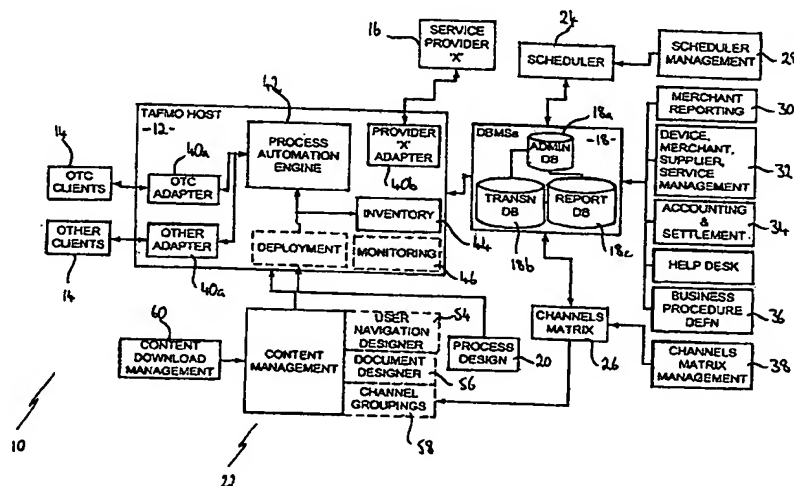 16
SERVICE
PROVIDER
"X"
24
SCHEDULER
SCHEDULER
MANAGEMENT
28
TAFMO HOST
-12-
42
PROCESS
AUTOMATION
ENGINE
PROVIDER
"X"
ADAPTER
40b
DBMSs
-18-
18a
ADMIN
DB
TRANSN
DB
REPORT
DB
18b
18c
MERCHANT
REPORTING
30
DEVICE,
MERCHANT,
SUPPLIER,
SERVICE
MANAGEMENT
32
ACCOUNTING
&
SETTLEMENT
34
HELP DESK
BUSINESS
PROCEDURE
DEFN
36
14
OTC
CLIENTS
40a
OTC
ADAPTER
OTHER
CLIENTS
14
OTHER
ADAPTER
40a
INVENTORY
44
DEPLOYMENT
MONITORING
46
60
CONTENT
DOWNLOAD
MANAGEMENT
CONTENT
MANAGEMENT
54
USER
NAVIGATION
DESIGNER
DOCUMENT
DESIGNER
56
CHANNEL
GROUPINGS
58
PROCESS
DESIGN
20
CHANNELS
MATRIX
26
CHANNELS
MATRIX
MANAGEMENT
38
10
22